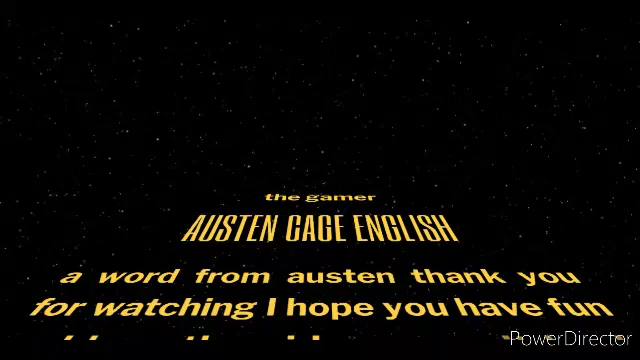 the gamer
AUSTEN CAGE ENGLISH
a word from austen thank you
for watching I hope you have fun
PowerDirector